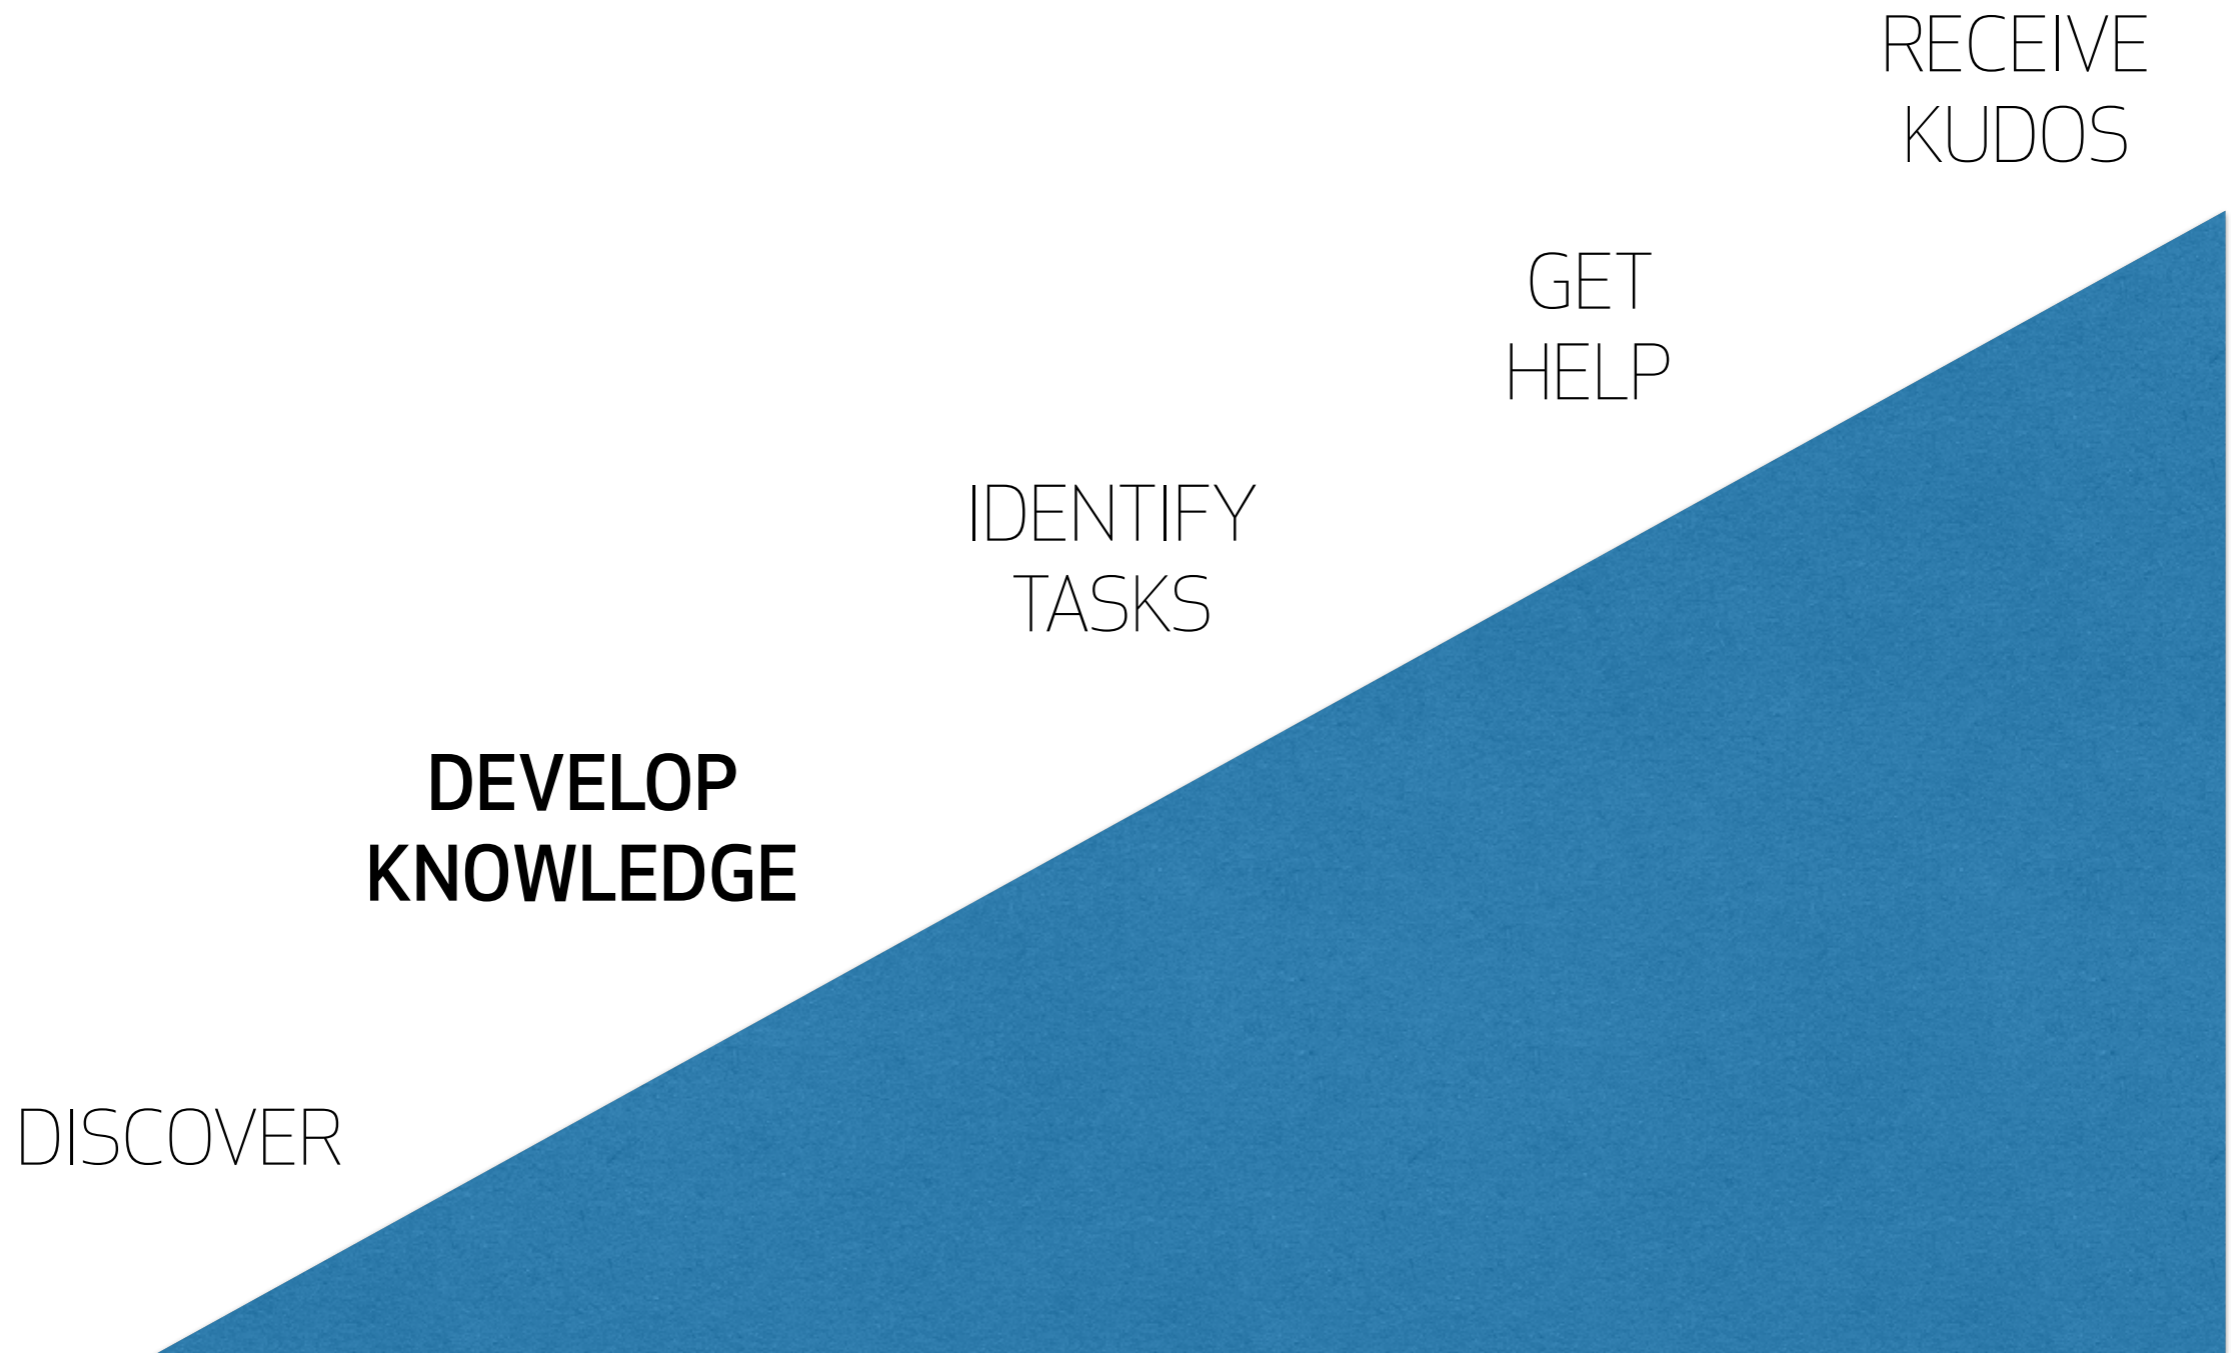 RECEIVE
KUDOS
GET
HELP
IDENTIFY
TASKS
DEVELOP
KNOWLEDGE
DISCOVER